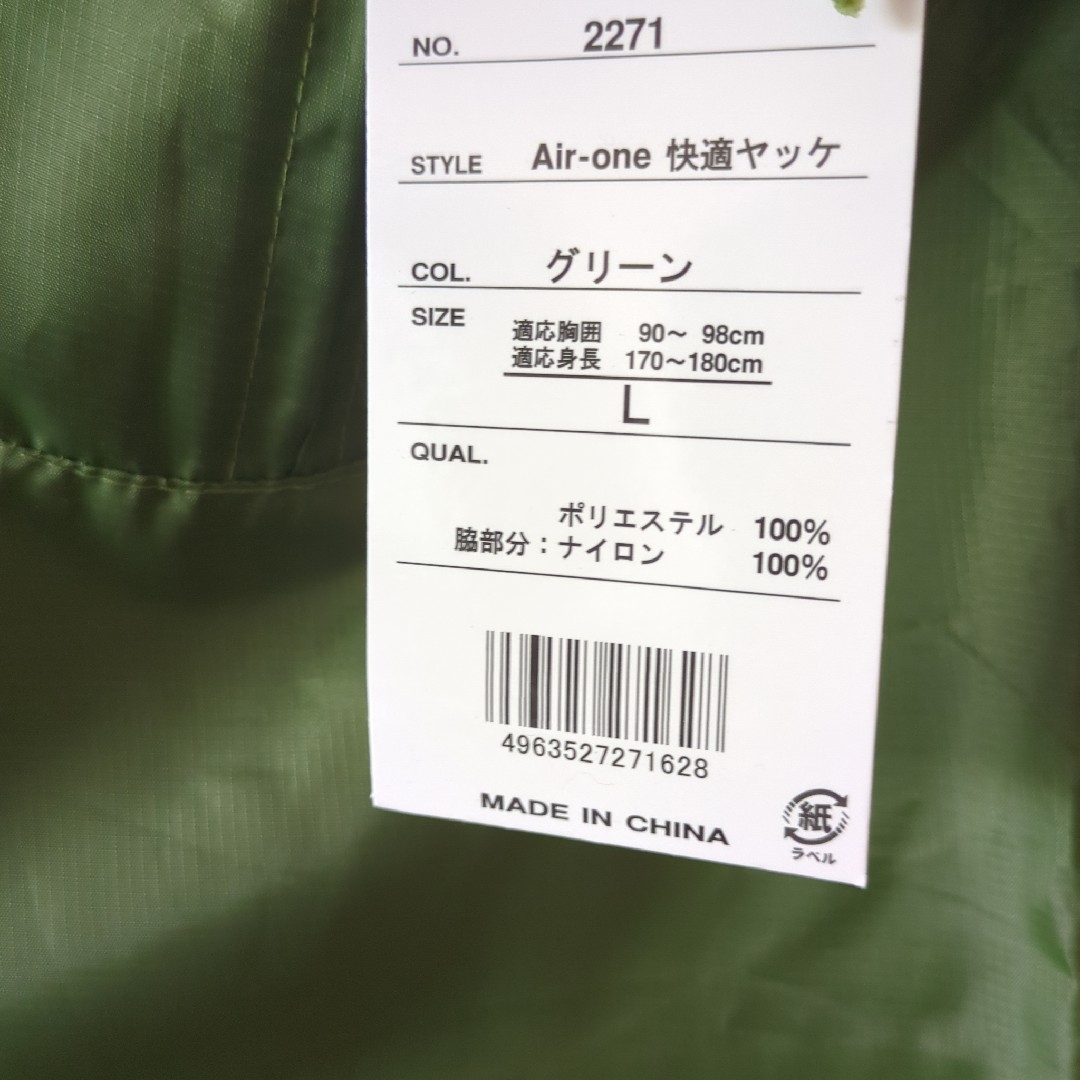 NO. 2271
STYLE Air-one 快適ヤッケ
COL. グリーン
SIZE 適応胸囲 90〜 98cm
適応身長 170〜180cm
L
QUAL.
ポリエステル 100%
脇部分：ナイロン 100%
4963527271628
MADE IN CHINA
紙
ラベル